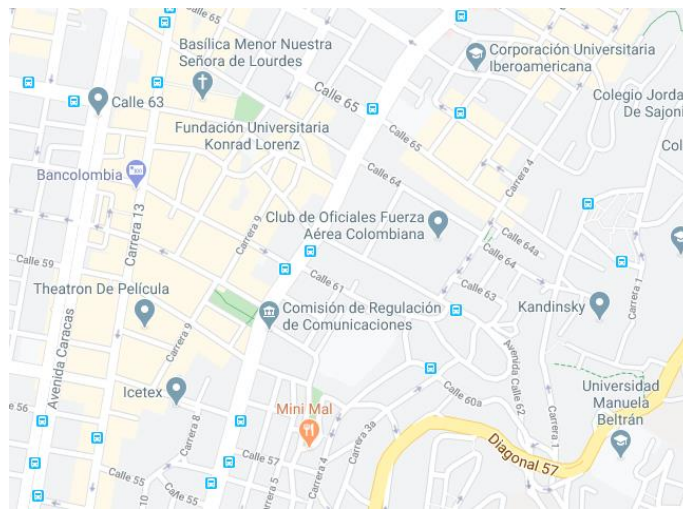 Basílica Menor Nuestra
Señora de Lourdes
Corporación Universitaria
Iberoamericana
Calle 63
Calle 65
Colegio Jorda
De Sajoni
Fundación Universitaria
Konrad Lorenz
Calle 65
Col
Bancolombia
Calle 64
Carrera 4
Carrera 13
Carrera 9
Club de Oficiales Fuerza
Aérea Colombiana
Calle 64a
Calle 59
Calle 61
Calle 64
Theatron De Película
Calle 63
Carrera 1
Comisión de Regulación
de Comunicaciones
Kandinsky
Avenida Caracas
Carrera 9
Avenida Calle 62
Icetex
Calle 60a
Universidad
Manuela
Beltrán
e 56
Mini Mal
Carrera 8
Carrera 3a
Carrera 1
Diagonal 57
Calle 57
Calle 55
Carrera 4
Calle 55
Carrera 5
10